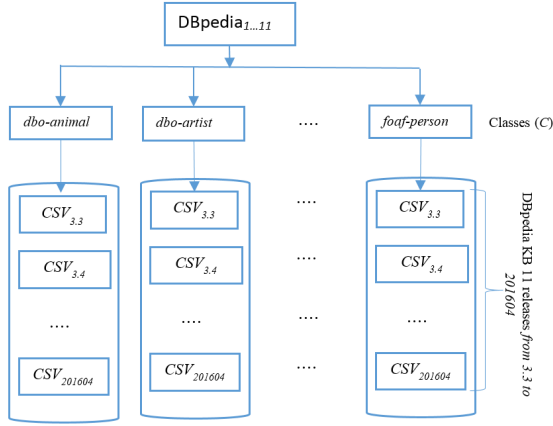 DBpedia1...11
dbo-animal dbo-artist .... foaf-person Classes (C)
CSV3.3 CSV3.3 .... CSV3.3
CSV3.4 CSV3.4 .... CSV3.4
.... .... .... ....
CSV201604 CSV201604 .... CSV201604
DBpedia KB 11 releases from 3.3 to
201604